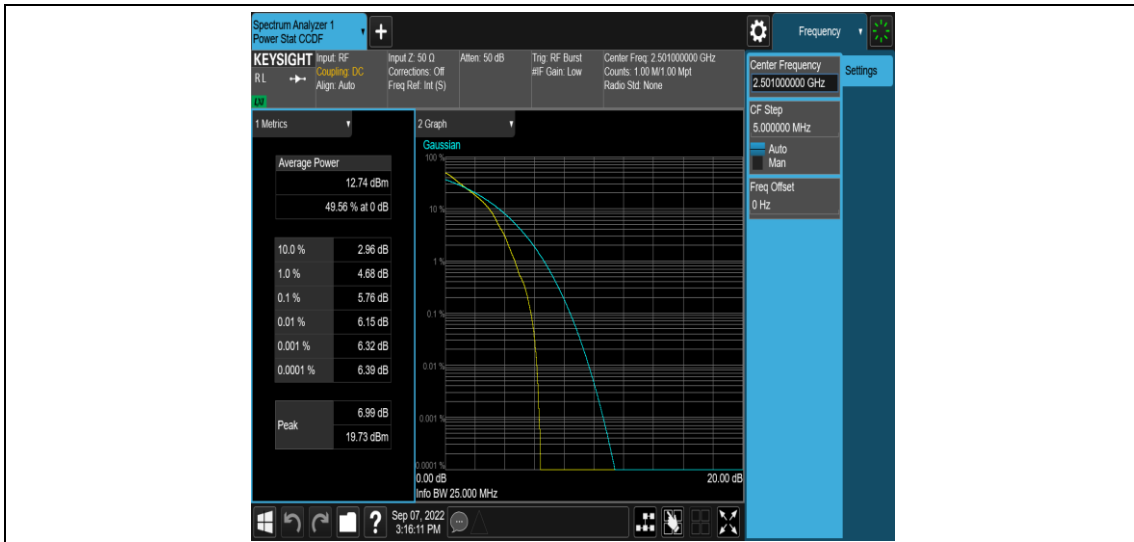 Spectrum Analyzer 1
Power Stat CCDF
Frequency
KEYSIGHT
RL
LM
Input: RF
Coupling: DC
Align: Auto
Input Z: 50 Ω
Corrections: Off
Freq Ref: Int (S)
Atten: 50 dB
Trig: RF Burst
#IF Gain: Low
Center Freq: 2.501000000 GHz
Counts: 1.00 M/1.00 Mpt
Radio Std: None
Center Frequency
2.501000000 GHz
Settings
CF Step
5.000000 MHz
Auto
Man
Freq Offset
0 Hz
1 Metrics
Average Power
12.74 dBm
49.56 % at 0 dB
10.0 % 2.96 dB
1.0 % 4.68 dB
0.1 % 5.76 dB
0.01 % 6.15 dB
0.001 % 6.32 dB
0.0001 % 6.39 dB
Peak
6.99 dB
19.73 dBm
2 Graph
Gaussian
100 %
10 %
1 %
0.1 %
0.01 %
0.001 %
0.0001 %
0.00 dB 20.00 dB
Info BW 25.000 MHz
Sep 07, 2022
3:16:11 PM